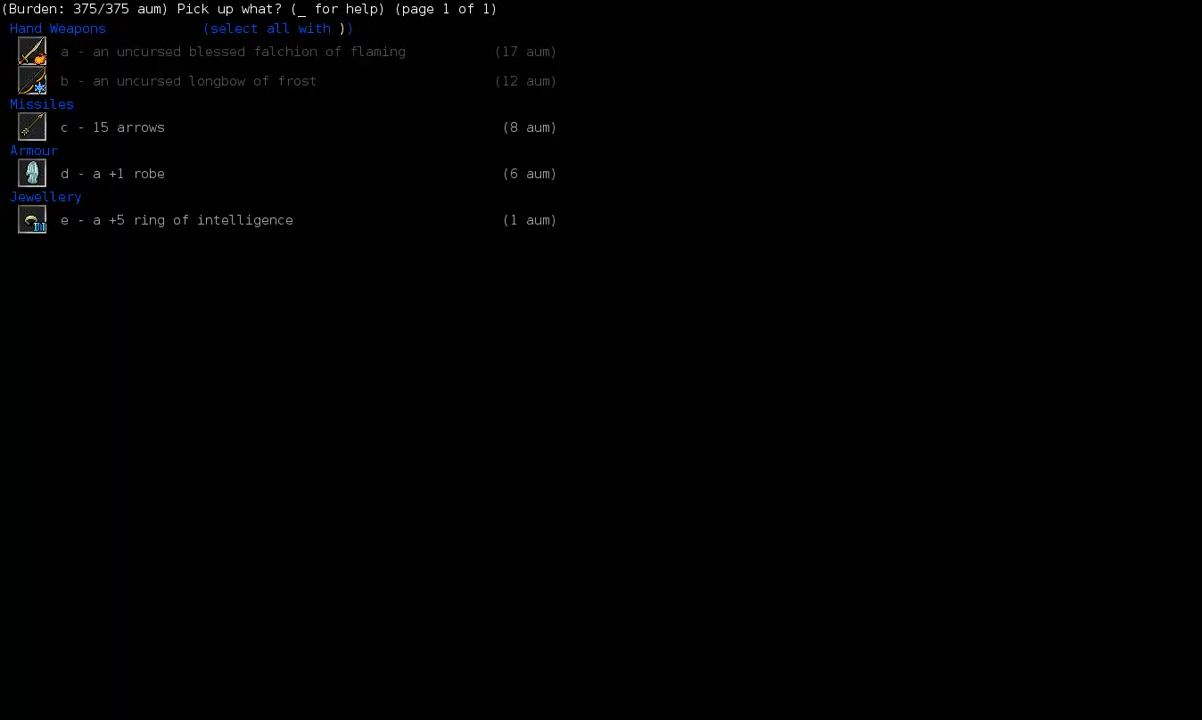 (Burden: 375/375 aum) Pick up what? (_ for help) (page 1 of 1)
Hand Weapons (select all with ))
a - an uncursed blessed falchion of flaming (17 aum)
b - an uncursed longbow of frost (12 aum)
Missiles
c - 15 arrows (8 aum)
Armour
d - a +1 robe (6 aum)
Jewellery
e - a +5 ring of intelligence (1 aum)